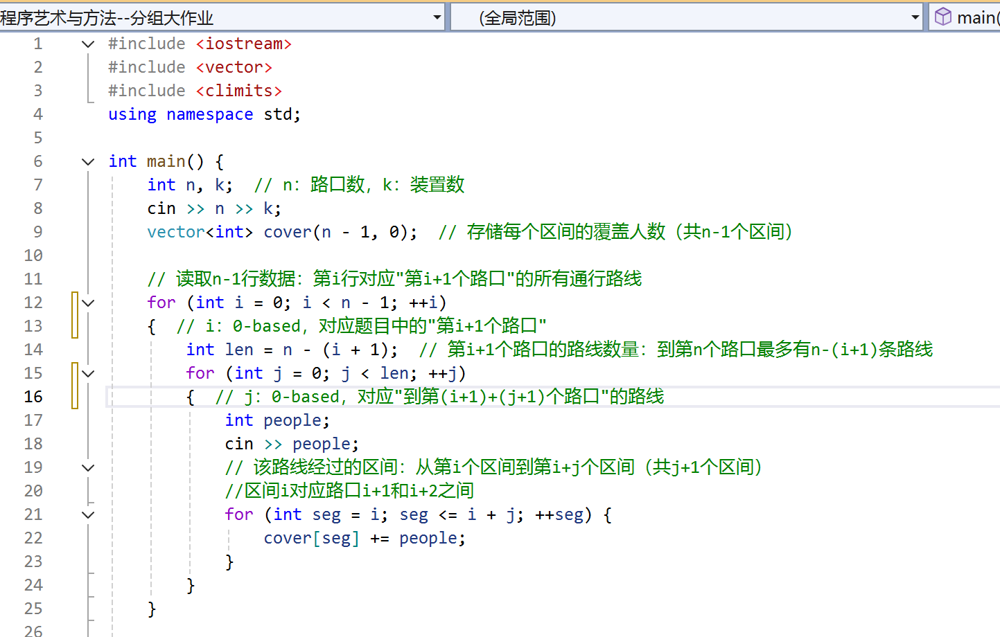 程序艺术与方法--分组大作业
(全局范围)
main(
1 #include <iostream>
2 #include <vector>
3 #include <climits>
4 using namespace std;
5
6 int main() {
7 int n, k;  // n: 路口数, k: 装置数
8 cin >> n >> k;
9 vector<int> cover(n - 1, 0);  // 存储每个区间的覆盖人数（共n-1个区间）
10
11 // 读取n-1行数据：第i行对应"第i+1个路口"的所有通行路线
12 for (int i = 0; i < n - 1; ++i)
13 {  // i：0-based，对应题目中的"第i+1个路口"
14 int len = n - (i + 1);  // 第i+1个路口的路线数量：到第n个路口最多有n-(i+1)条路线
15 for (int j = 0; j < len; ++j)
16 {  // j：0-based，对应"到第(i+1)+(j+1)个路口"的路线
17 int people;
18 cin >> people;
19 // 该路线经过的区间：从第i个区间到第i+j个区间（共j+1个区间）
20 //区间i对应路口i+1和i+2之间
21 for (int seg = i; seg <= i + j; ++seg) {
22 cover[seg] += people;
23 }
24 }
25 }
26